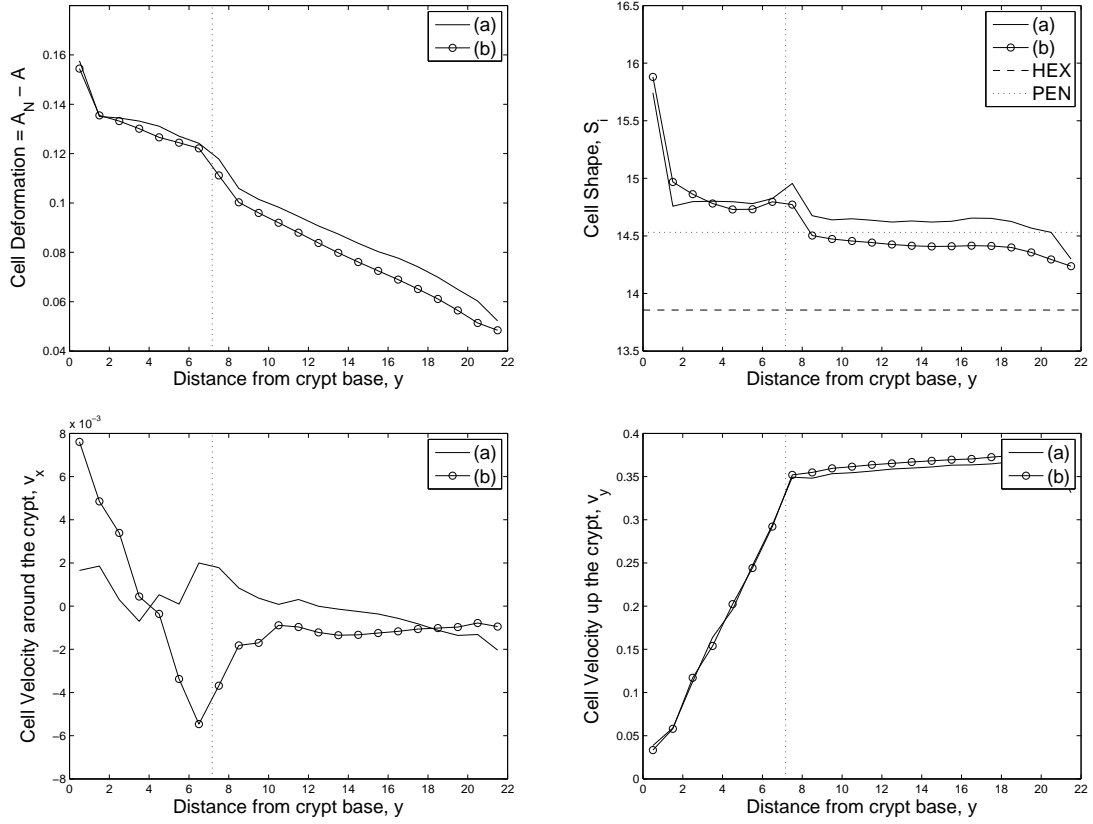 (a)
(b)
0.16
0.14
0.12
0.1
0.08
0.06
0.04
0 2 4 6 8 10 12 14 16 18 20 22
Distance from crypt base, y
Cell Deformation = A_N − A
(a)
(b)
HEX
PEN
16.5
16
15.5
15
14.5
14
13.5
0 2 4 6 8 10 12 14 16 18 20 22
Distance from crypt base, y
Cell Shape, S_i
x 10⁻³
(a)
(b)
8
6
4
2
0
−2
−4
−6
−8
0 2 4 6 8 10 12 14 16 18 20 22
Distance from crypt base, y
Cell Velocity around the crypt, v_x
(a)
(b)
0.4
0.35
0.3
0.25
0.2
0.15
0.1
0.05
0
0 2 4 6 8 10 12 14 16 18 20 22
Distance from crypt base, y
Cell Velocity up the crypt, v_y